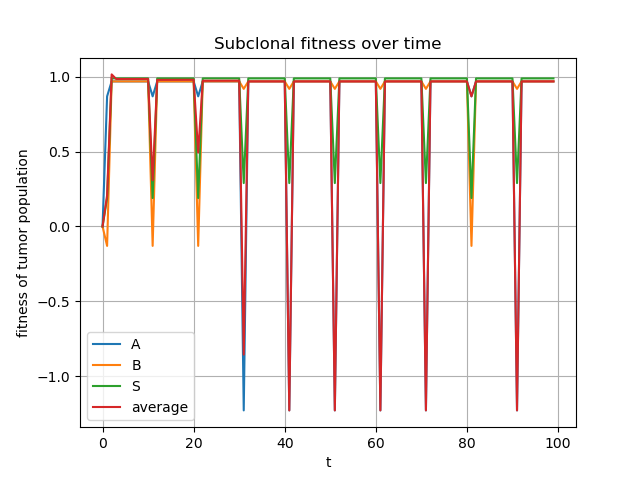 Subclonal fitness over time
fitness of tumor population
1.0
0.5
0.0
−0.5
−1.0
A
B
S
average
0 20 40 60 80 100
t